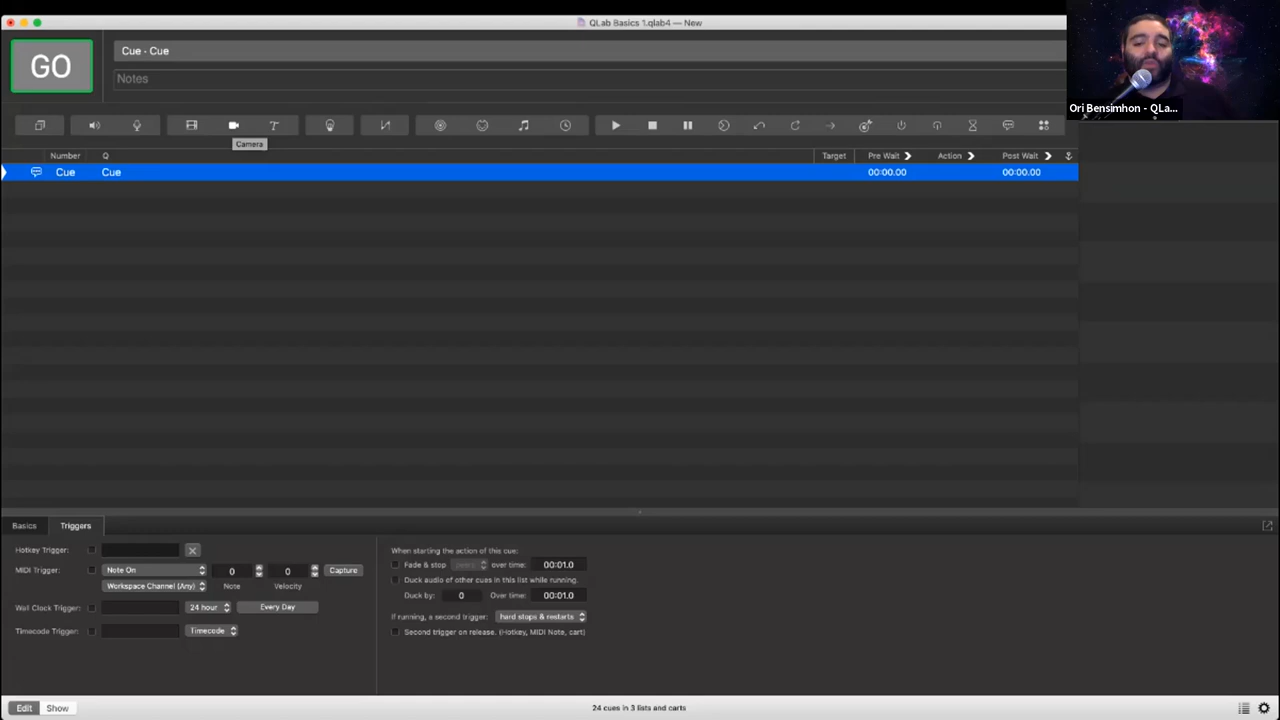 QLab Basics 1.qlab4 — New
GO
Cue - Cue
Notes
Ori Bensimhon - QLa...
Camera
Number Q Target Pre Wait Action Post Wait
Cue Cue 00:00.00 00:00.00
Basics Triggers
Hotkey Trigger:
MIDI Trigger: Note On 0 0 Capture
Workspace Channel (Any) Note Velocity
Wall Clock Trigger: 24 hour Every Day
Timecode Trigger: Timecode
When starting the action of this cue:
Fade & stop over time: 00:01.0
Duck audio of other cues in this list while running.
Duck by: 0 Over time: 00:01.0
If running, a second trigger: hard stops & restarts
Second trigger on release. (Hotkey, MIDI Note, cart)
Edit Show 24 cues in 3 lists and carts